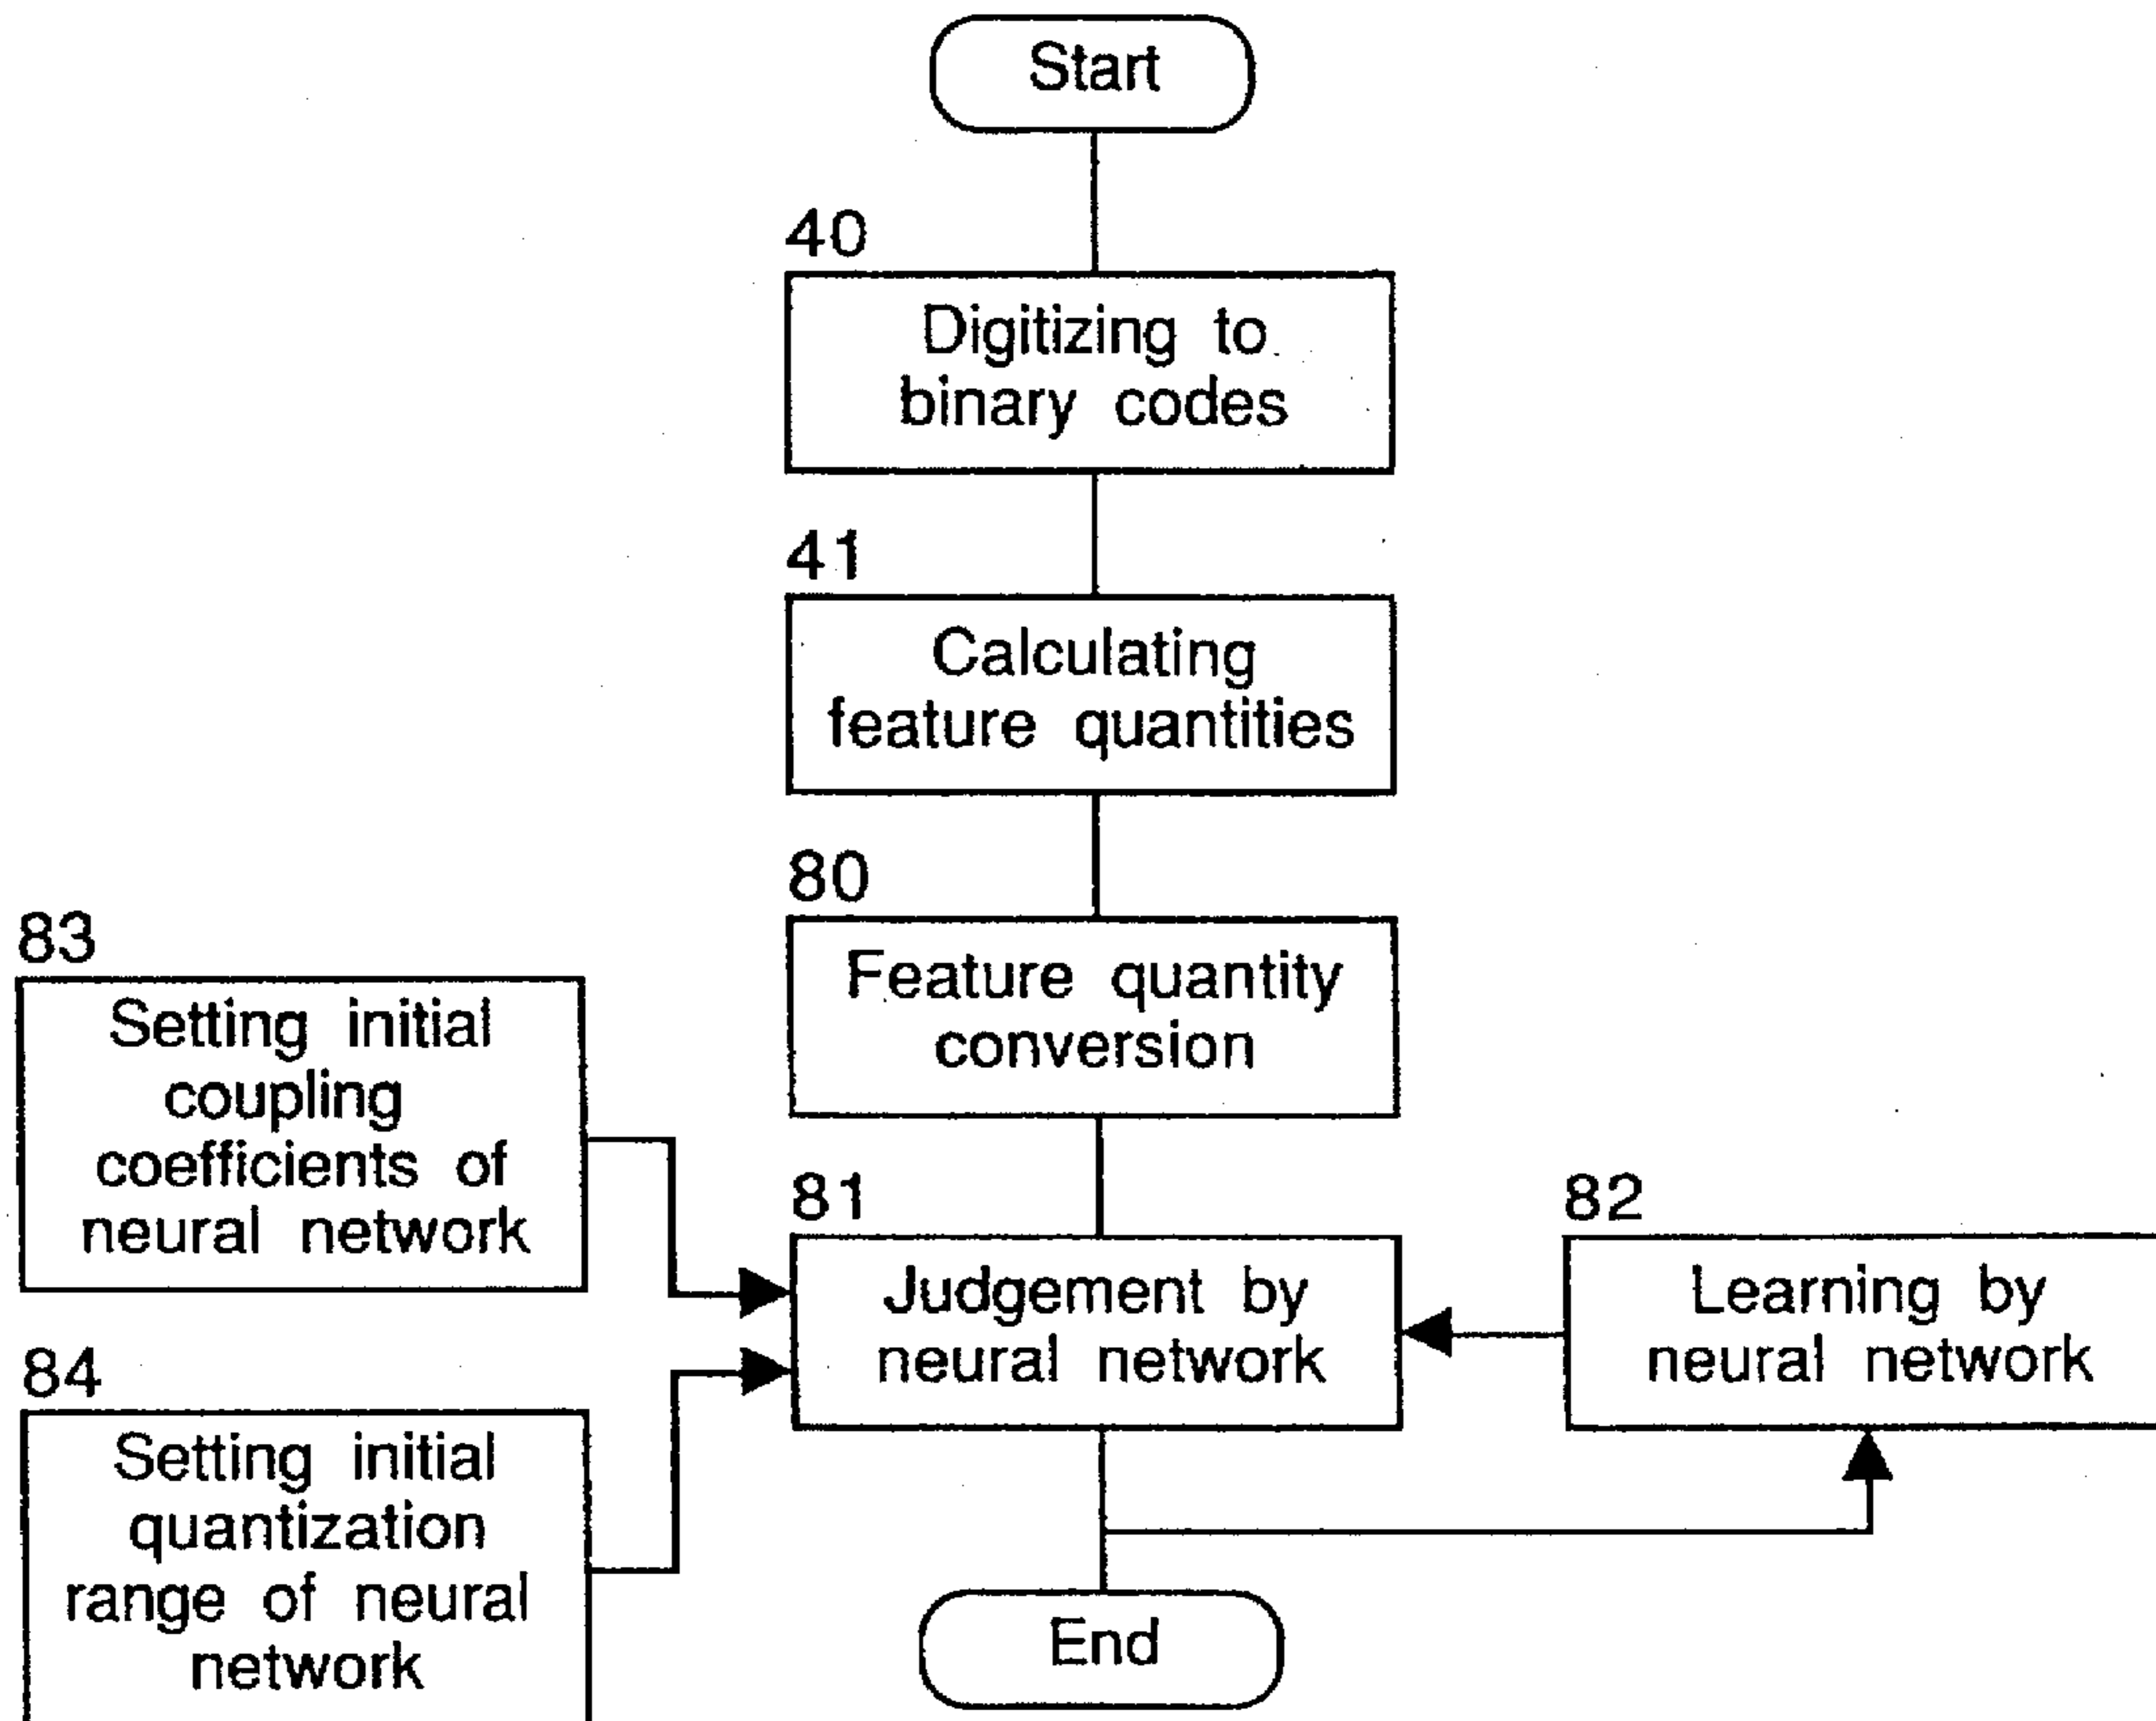 Start
40
Digitizing to
binary codes
41
Calculating
feature quantities
80
Feature quantity
conversion
83
Setting initial
coupling
coefficients of
neural network
81
Judgement by
neural network
82
Learning by
neural network
84
Setting initial
quantization
range of neural
network
End